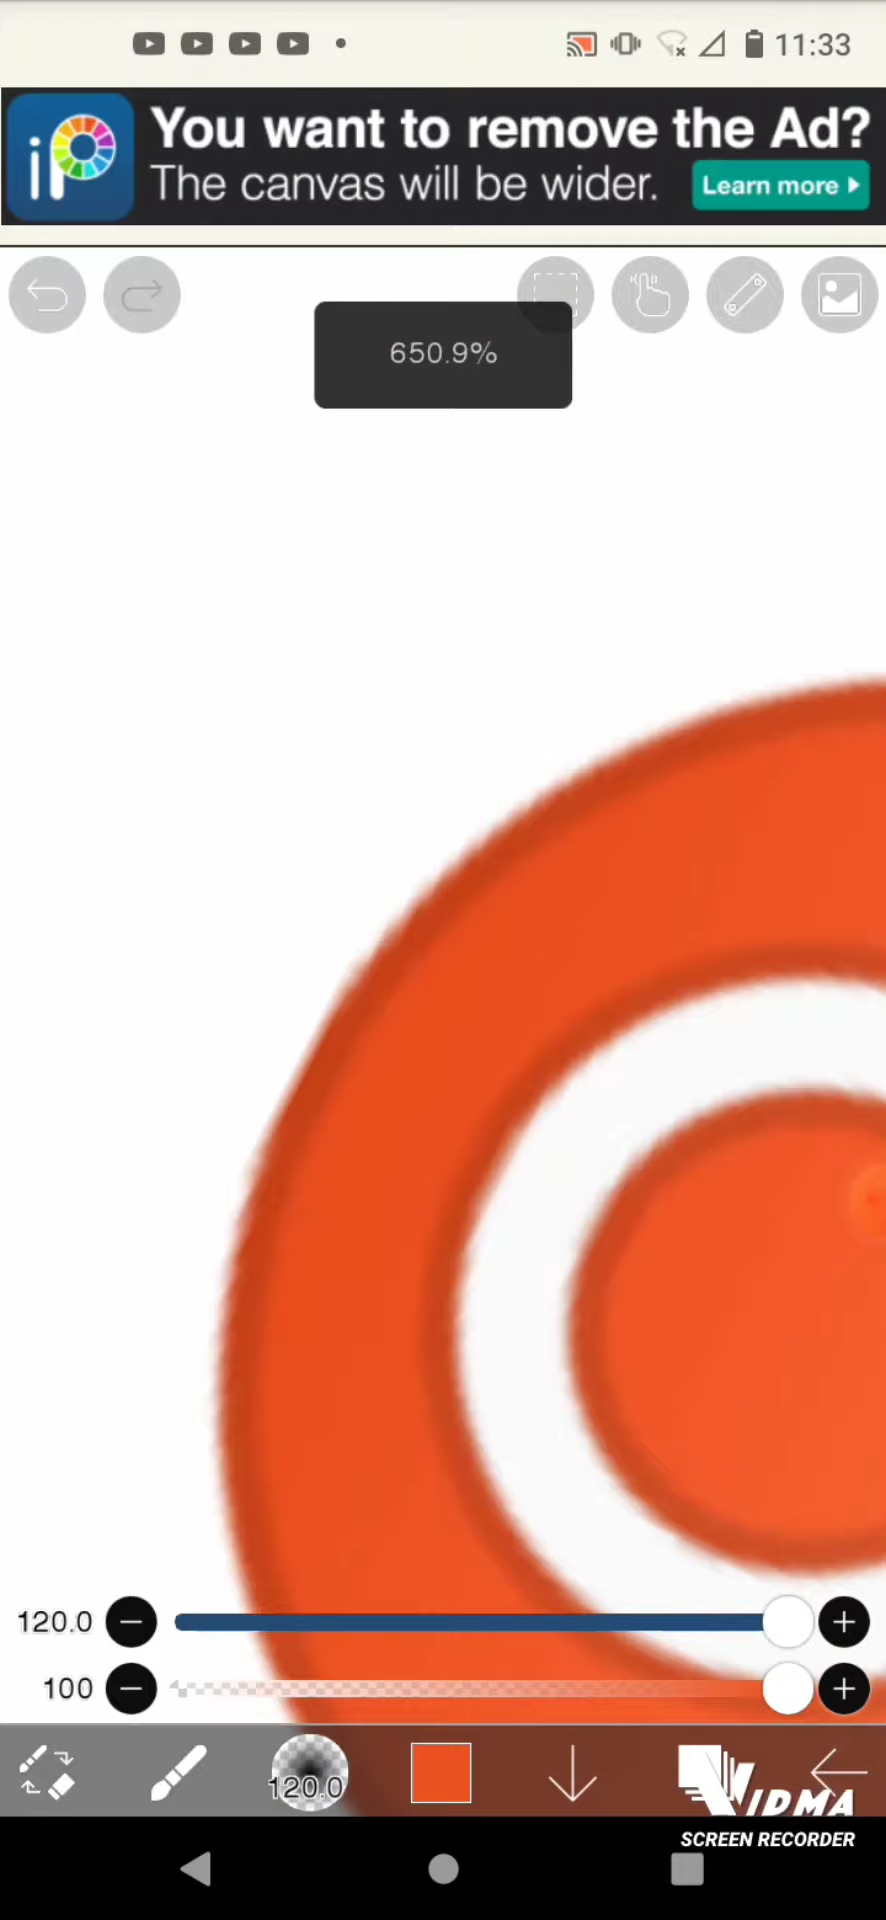 11:33
iP
You want to remove the Ad?
The canvas will be wider.
Learn more
650.9%
120.0
100
120.0
VIDMA
SCREEN RECORDER